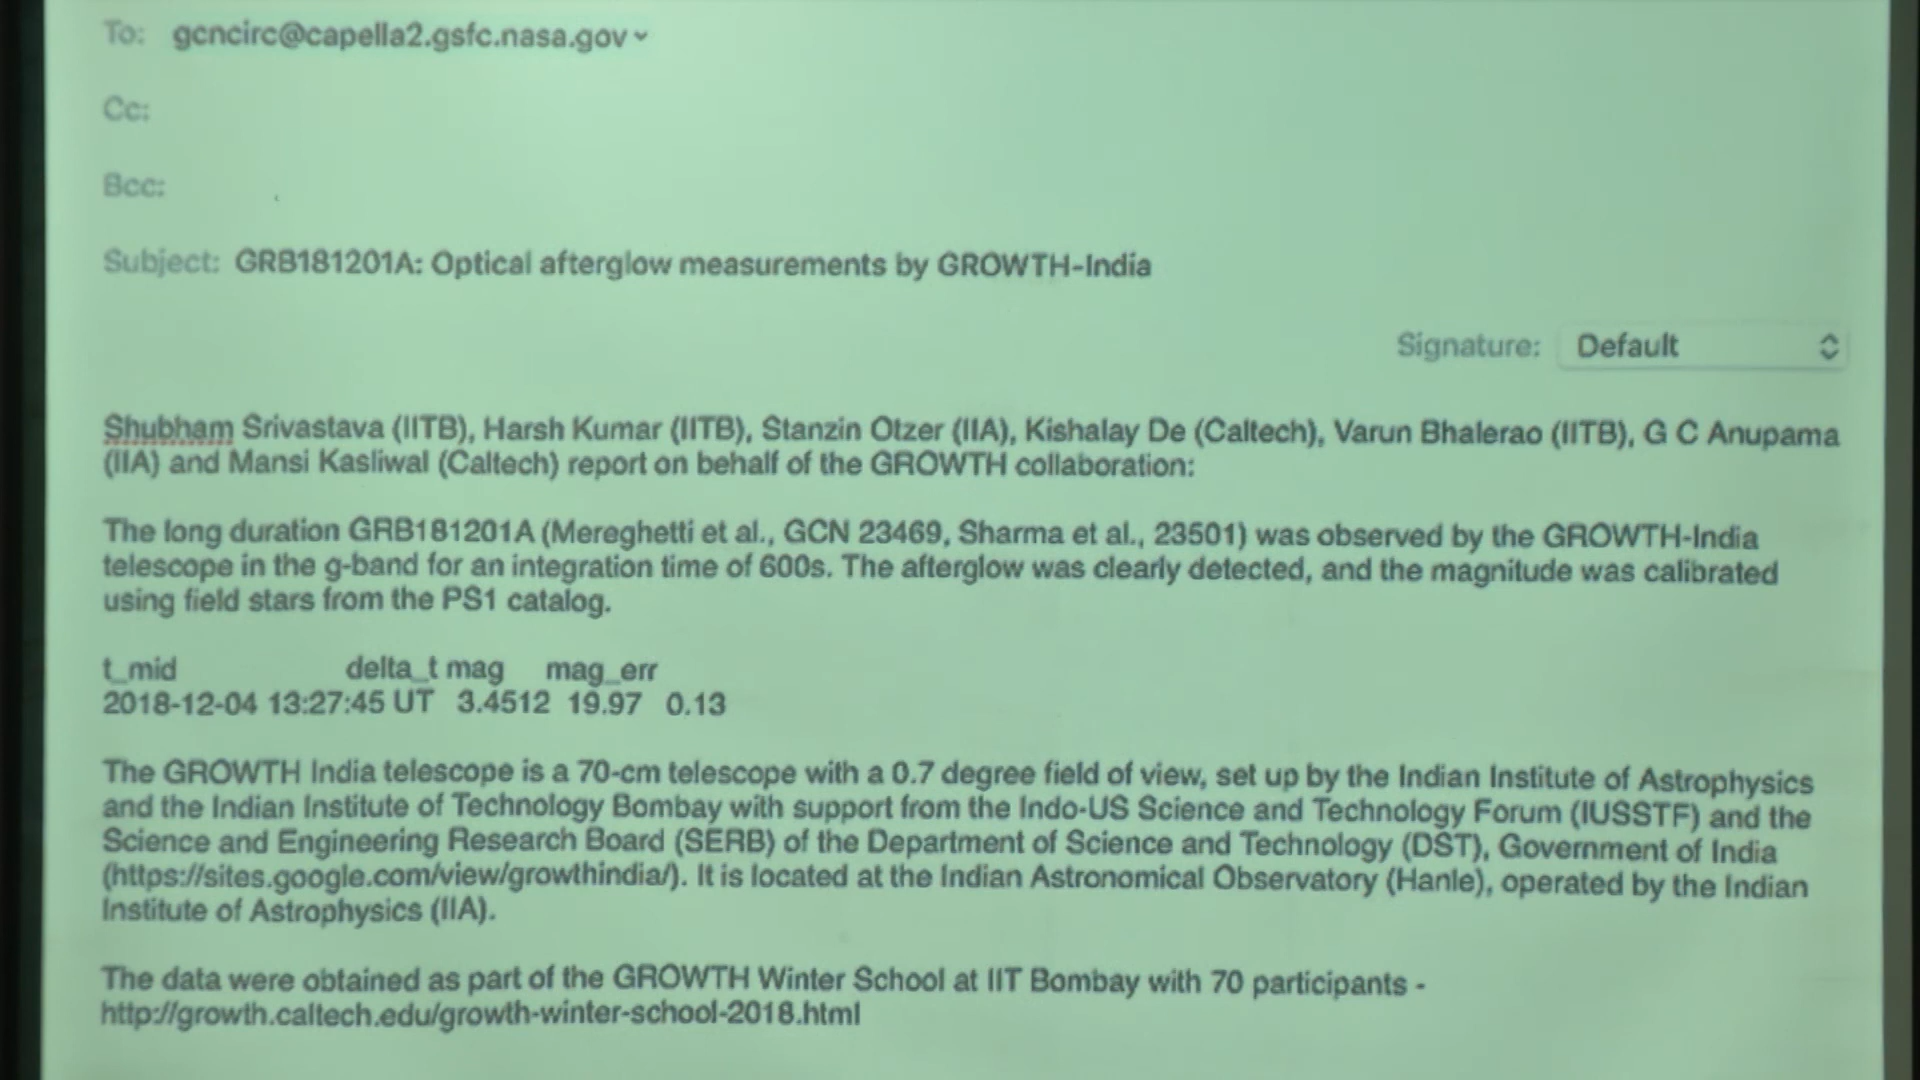 To: gcncirc@capella2.gsfc.nasa.gov
Cc:
Bcc:
Subject: GRB181201A: Optical afterglow measurements by GROWTH-India
Signature: Default
Shubham Srivastava (IITB), Harsh Kumar (IITB), Stanzin Otzer (IIA), Kishalay De (Caltech), Varun Bhalerao (IITB), G C Anupama
(IIA) and Mansi Kasliwal (Caltech) report on behalf of the GROWTH collaboration:
The long duration GRB181201A (Mereghetti et al., GCN 23469, Sharma et al., 23501) was observed by the GROWTH-India
telescope in the g-band for an integration time of 600s. The afterglow was clearly detected, and the magnitude was calibrated
using field stars from the PS1 catalog.
t_mid delta_t mag mag_err
2018-12-04 13:27:45 UT 3.4512 19.97 0.13
The GROWTH India telescope is a 70-cm telescope with a 0.7 degree field of view, set up by the Indian Institute of Astrophysics
and the Indian Institute of Technology Bombay with support from the Indo-US Science and Technology Forum (IUSSTF) and the
Science and Engineering Research Board (SERB) of the Department of Science and Technology (DST), Government of India
(https://sites.google.com/view/growthindia/). It is located at the Indian Astronomical Observatory (Hanle), operated by the Indian
Institute of Astrophysics (IIA).
The data were obtained as part of the GROWTH Winter School at IIT Bombay with 70 participants -
http://growth.caltech.edu/growth-winter-school-2018.html